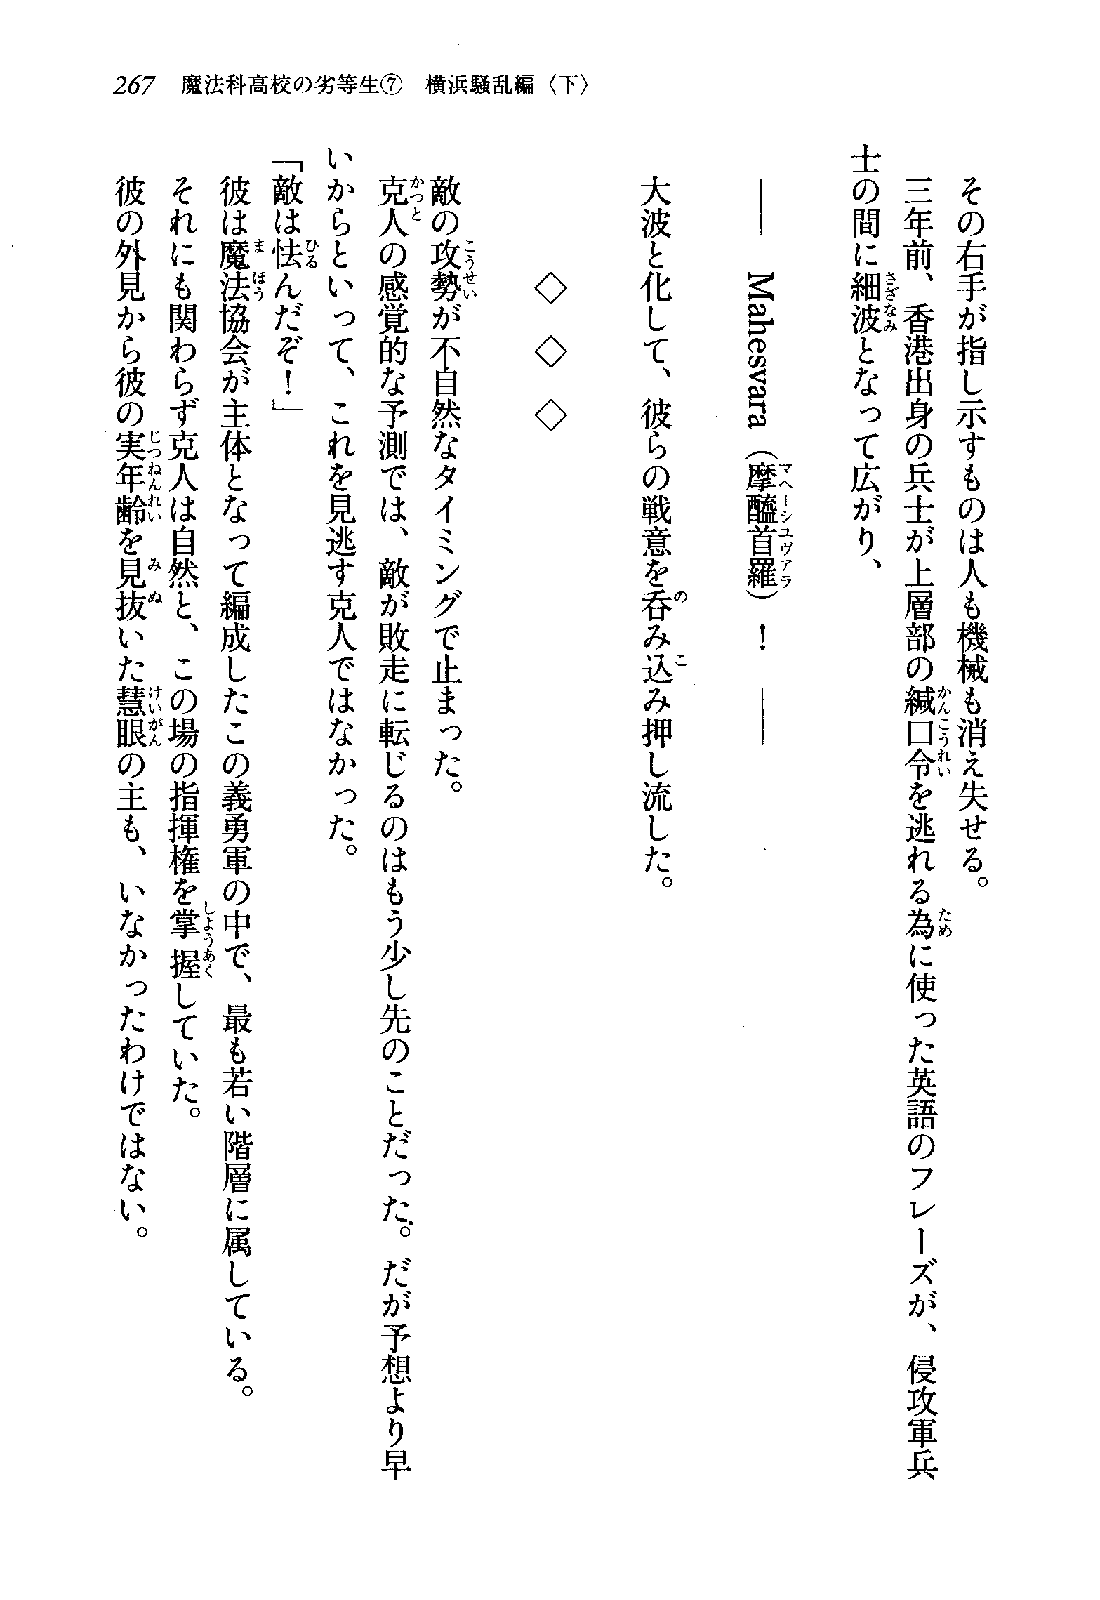 267 魔法科高校の劣等生⑦ 横浜騒乱編〈下〉
その右手が指し示すものは人も機械も消え失せる。
三年前、香港出身の兵士が上層部の緘口令を逃れる為に使った英語のフレーズが、侵攻軍兵
士の間に細波となって広がり、
―― Mahesvara（摩醯首羅）！ ――
大波と化して、彼らの戦意を呑み込み押し流した。
◇ ◇ ◇
敵の攻勢が不自然なタイミングで止まった。
克人の感覚的な予測では、敵が敗走に転じるのはもう少し先のことだった。だが予想より早
いからといって、これを見逃す克人ではなかった。
「敵は怯んだぞ！」
彼は魔法協会が主体となって編成したこの義勇軍の中で、最も若い階層に属している。
それにも関わらず克人は自然と、この場の指揮権を掌握していた。
彼の外見から彼の実年齢を見抜いた慧眼の主も、いなかったわけではない。